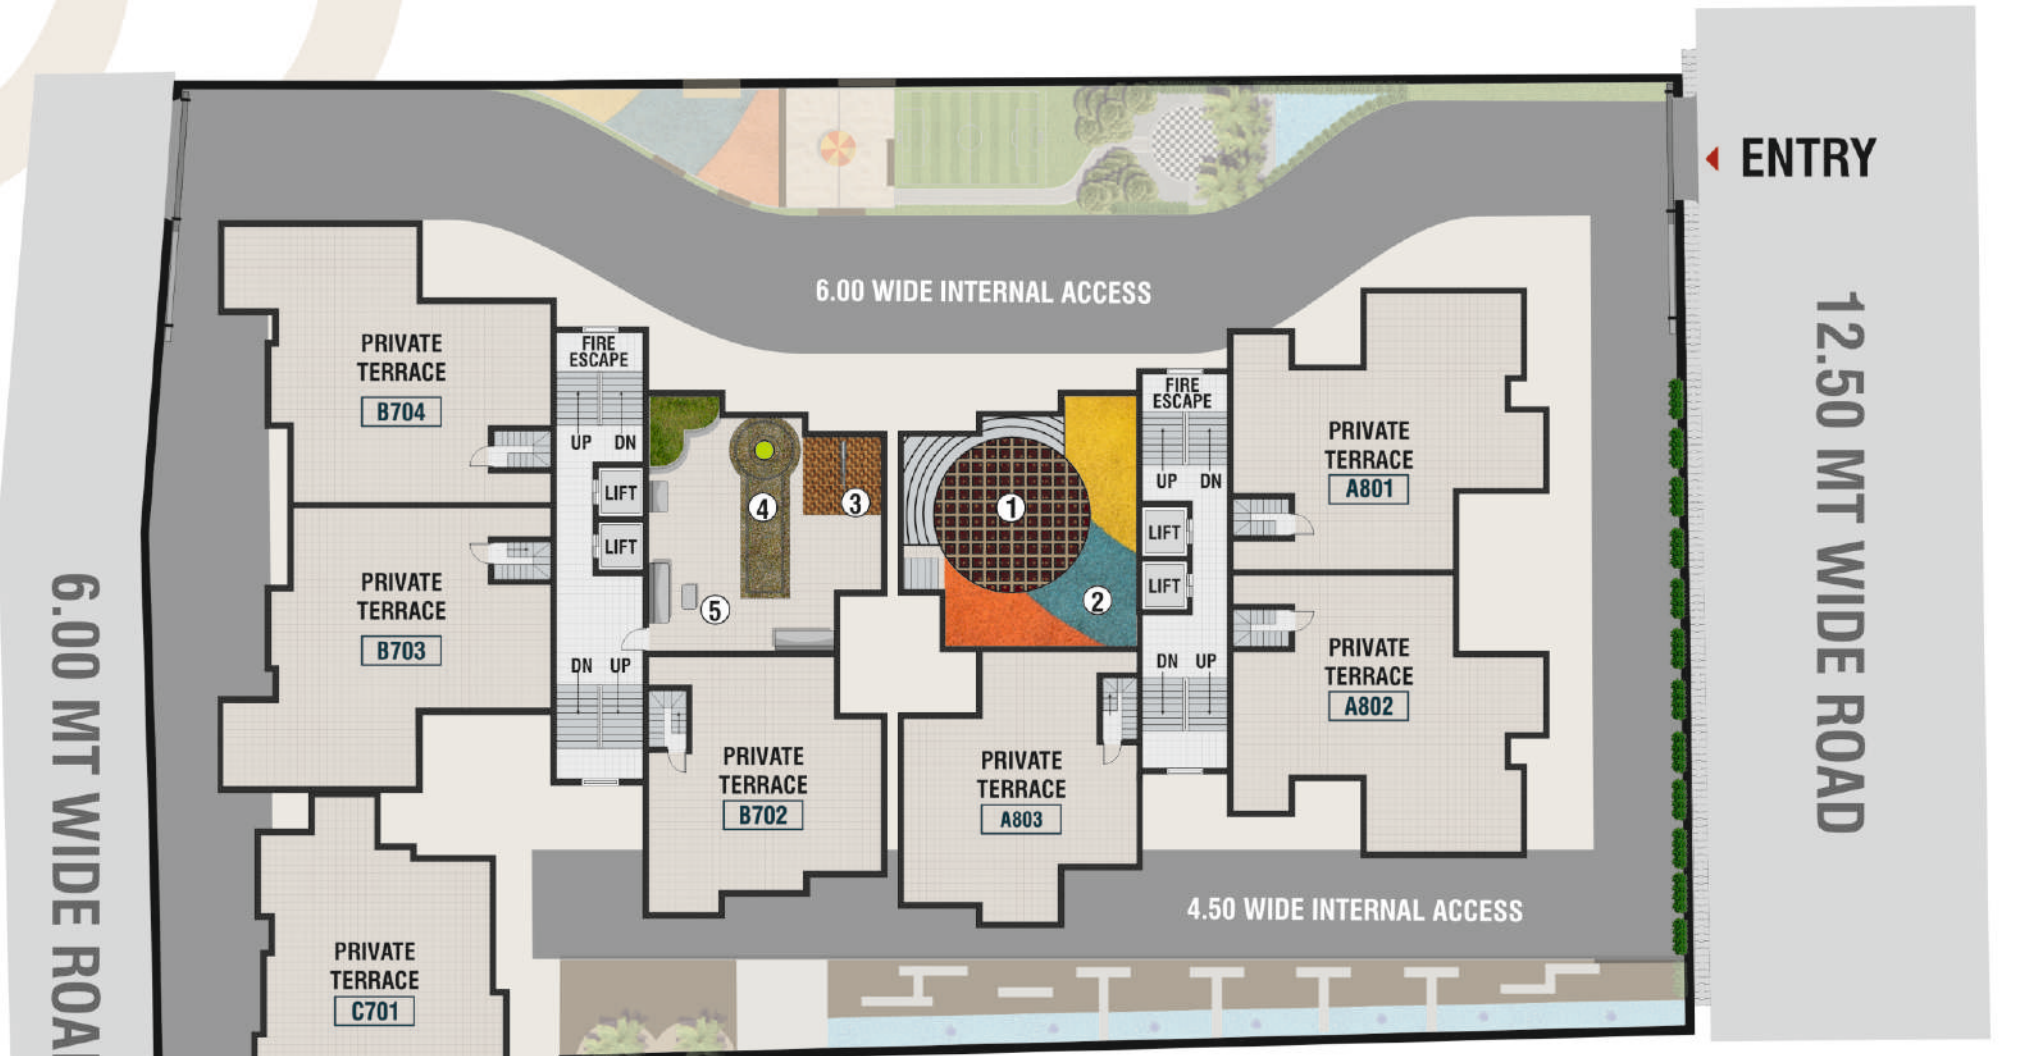 ENTRY
6.00 WIDE INTERNAL ACCESS
12.50 MT WIDE ROAD
PRIVATE
TERRACE
B704
FIRE
ESCAPE
UP DN
LIFT
LIFT
DN UP
4
3
5
1
2
FIRE
ESCAPE
UP DN
LIFT
LIFT
DN UP
PRIVATE
TERRACE
A801
PRIVATE
TERRACE
B703
PRIVATE
TERRACE
A802
6.00 MT WIDE ROA
PRIVATE
TERRACE
B702
PRIVATE
TERRACE
A803
4.50 WIDE INTERNAL ACCESS
PRIVATE
TERRACE
C701